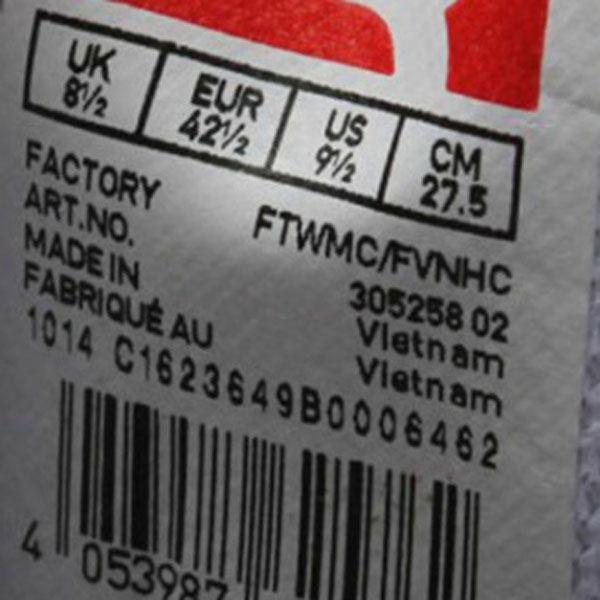 UK EUR US CM
8½ 42½ 9½ 27.5
FACTORY FTWMC/FVNHC
ART.NO. 305258 02
MADE IN Vietnam
FABRIQUÉ AU Vietnam
1014 C1623649B0006462
4 053987